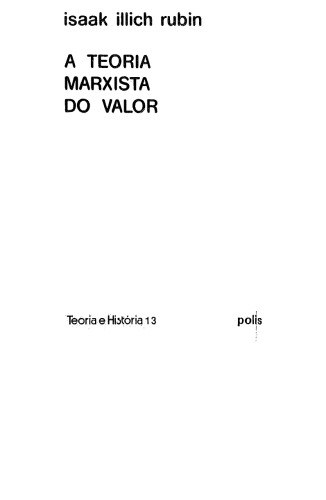 isaak illich rubin
A TEORIA
MARXISTA
DO VALOR
Teoria e História 13
polis